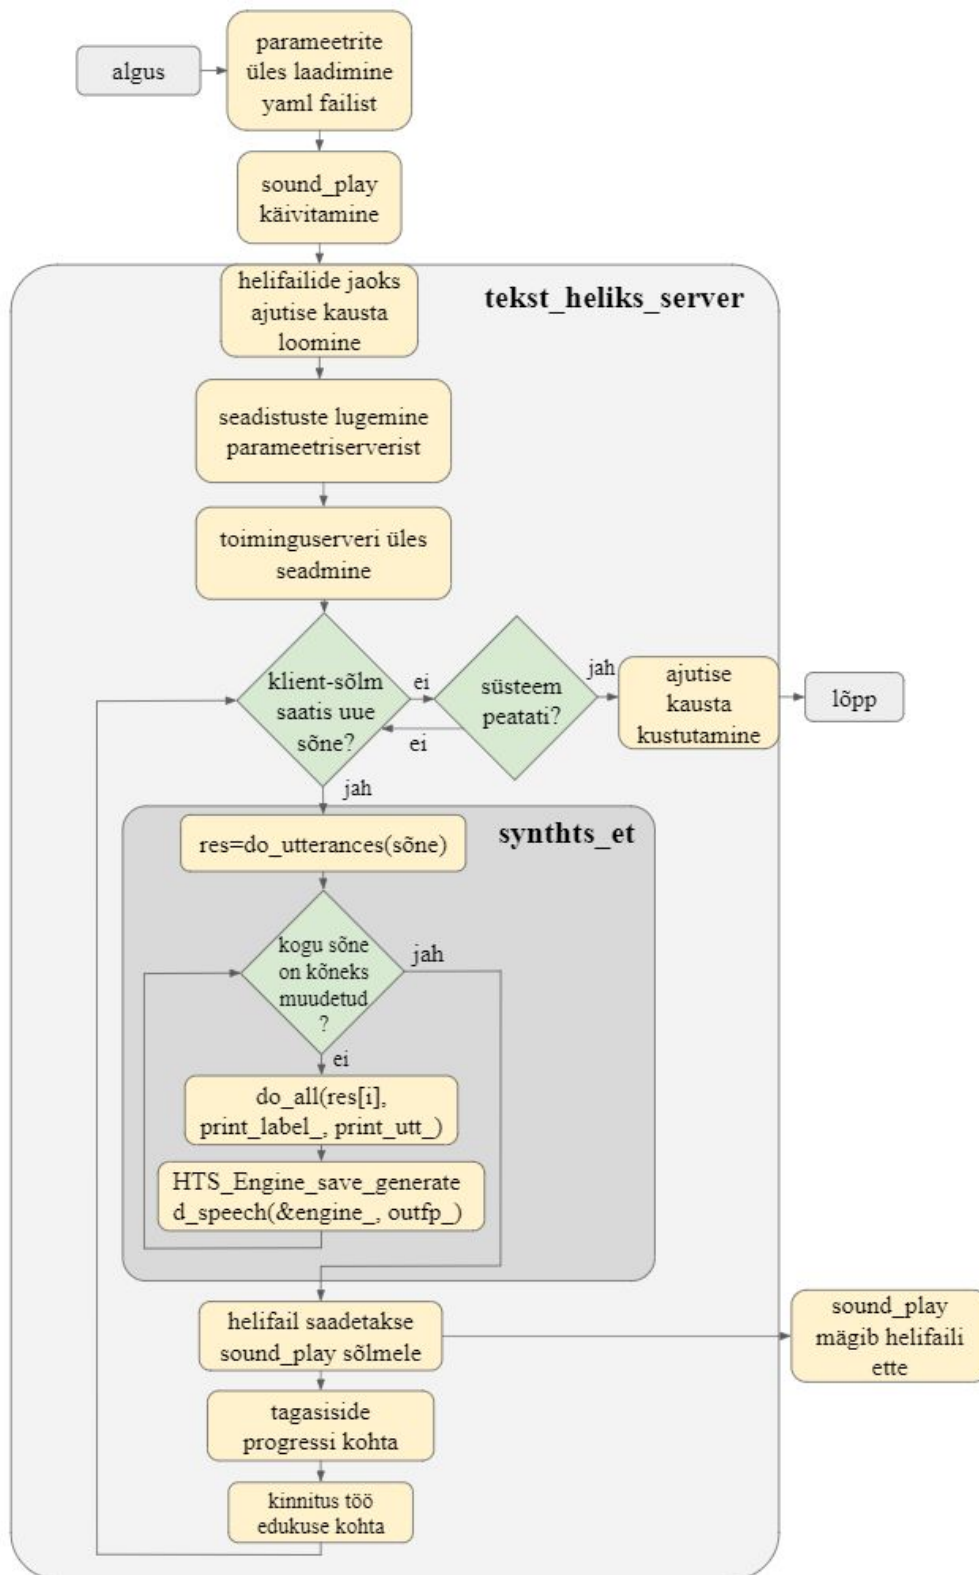 algus
parameetrite
üles laadimine
yaml failist
sound_play
käivitamine
tekst_heliks_server
helifailide jaoks
ajutise kausta
loomine
seadistuste lugemine
parameetriserverist
toiminguserveri üles
seadmine
klient-sõlm
saatis uue
sõne?
ei
ei
süsteem
peatati?
jah
ajutise
kausta
kustutamine
lõpp
jah
synthts_et
res=do_utterances(sõne)
kogu sõne
on kõneks
muudetud
?
jah
ei
do_all(res[i],
print_label_, print_utt_)
HTS_Engine_save_generate
d_speech(&engine_, outfp_)
helifail saadetakse
sound_play sõlmele
sound_play
mägib helifaili
ette
tagasiside
progressi kohta
kinnitus töö
edukuse kohta